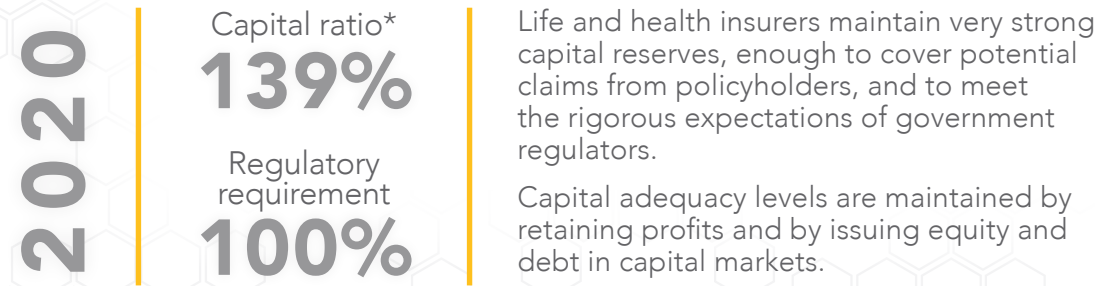 2020
Capital ratio*
139%
Regulatory
requirement
100%
Life and health insurers maintain very strong
capital reserves, enough to cover potential
claims from policyholders, and to meet
the rigorous expectations of government
regulators.
Capital adequacy levels are maintained by
retaining profits and by issuing equity and
debt in capital markets.